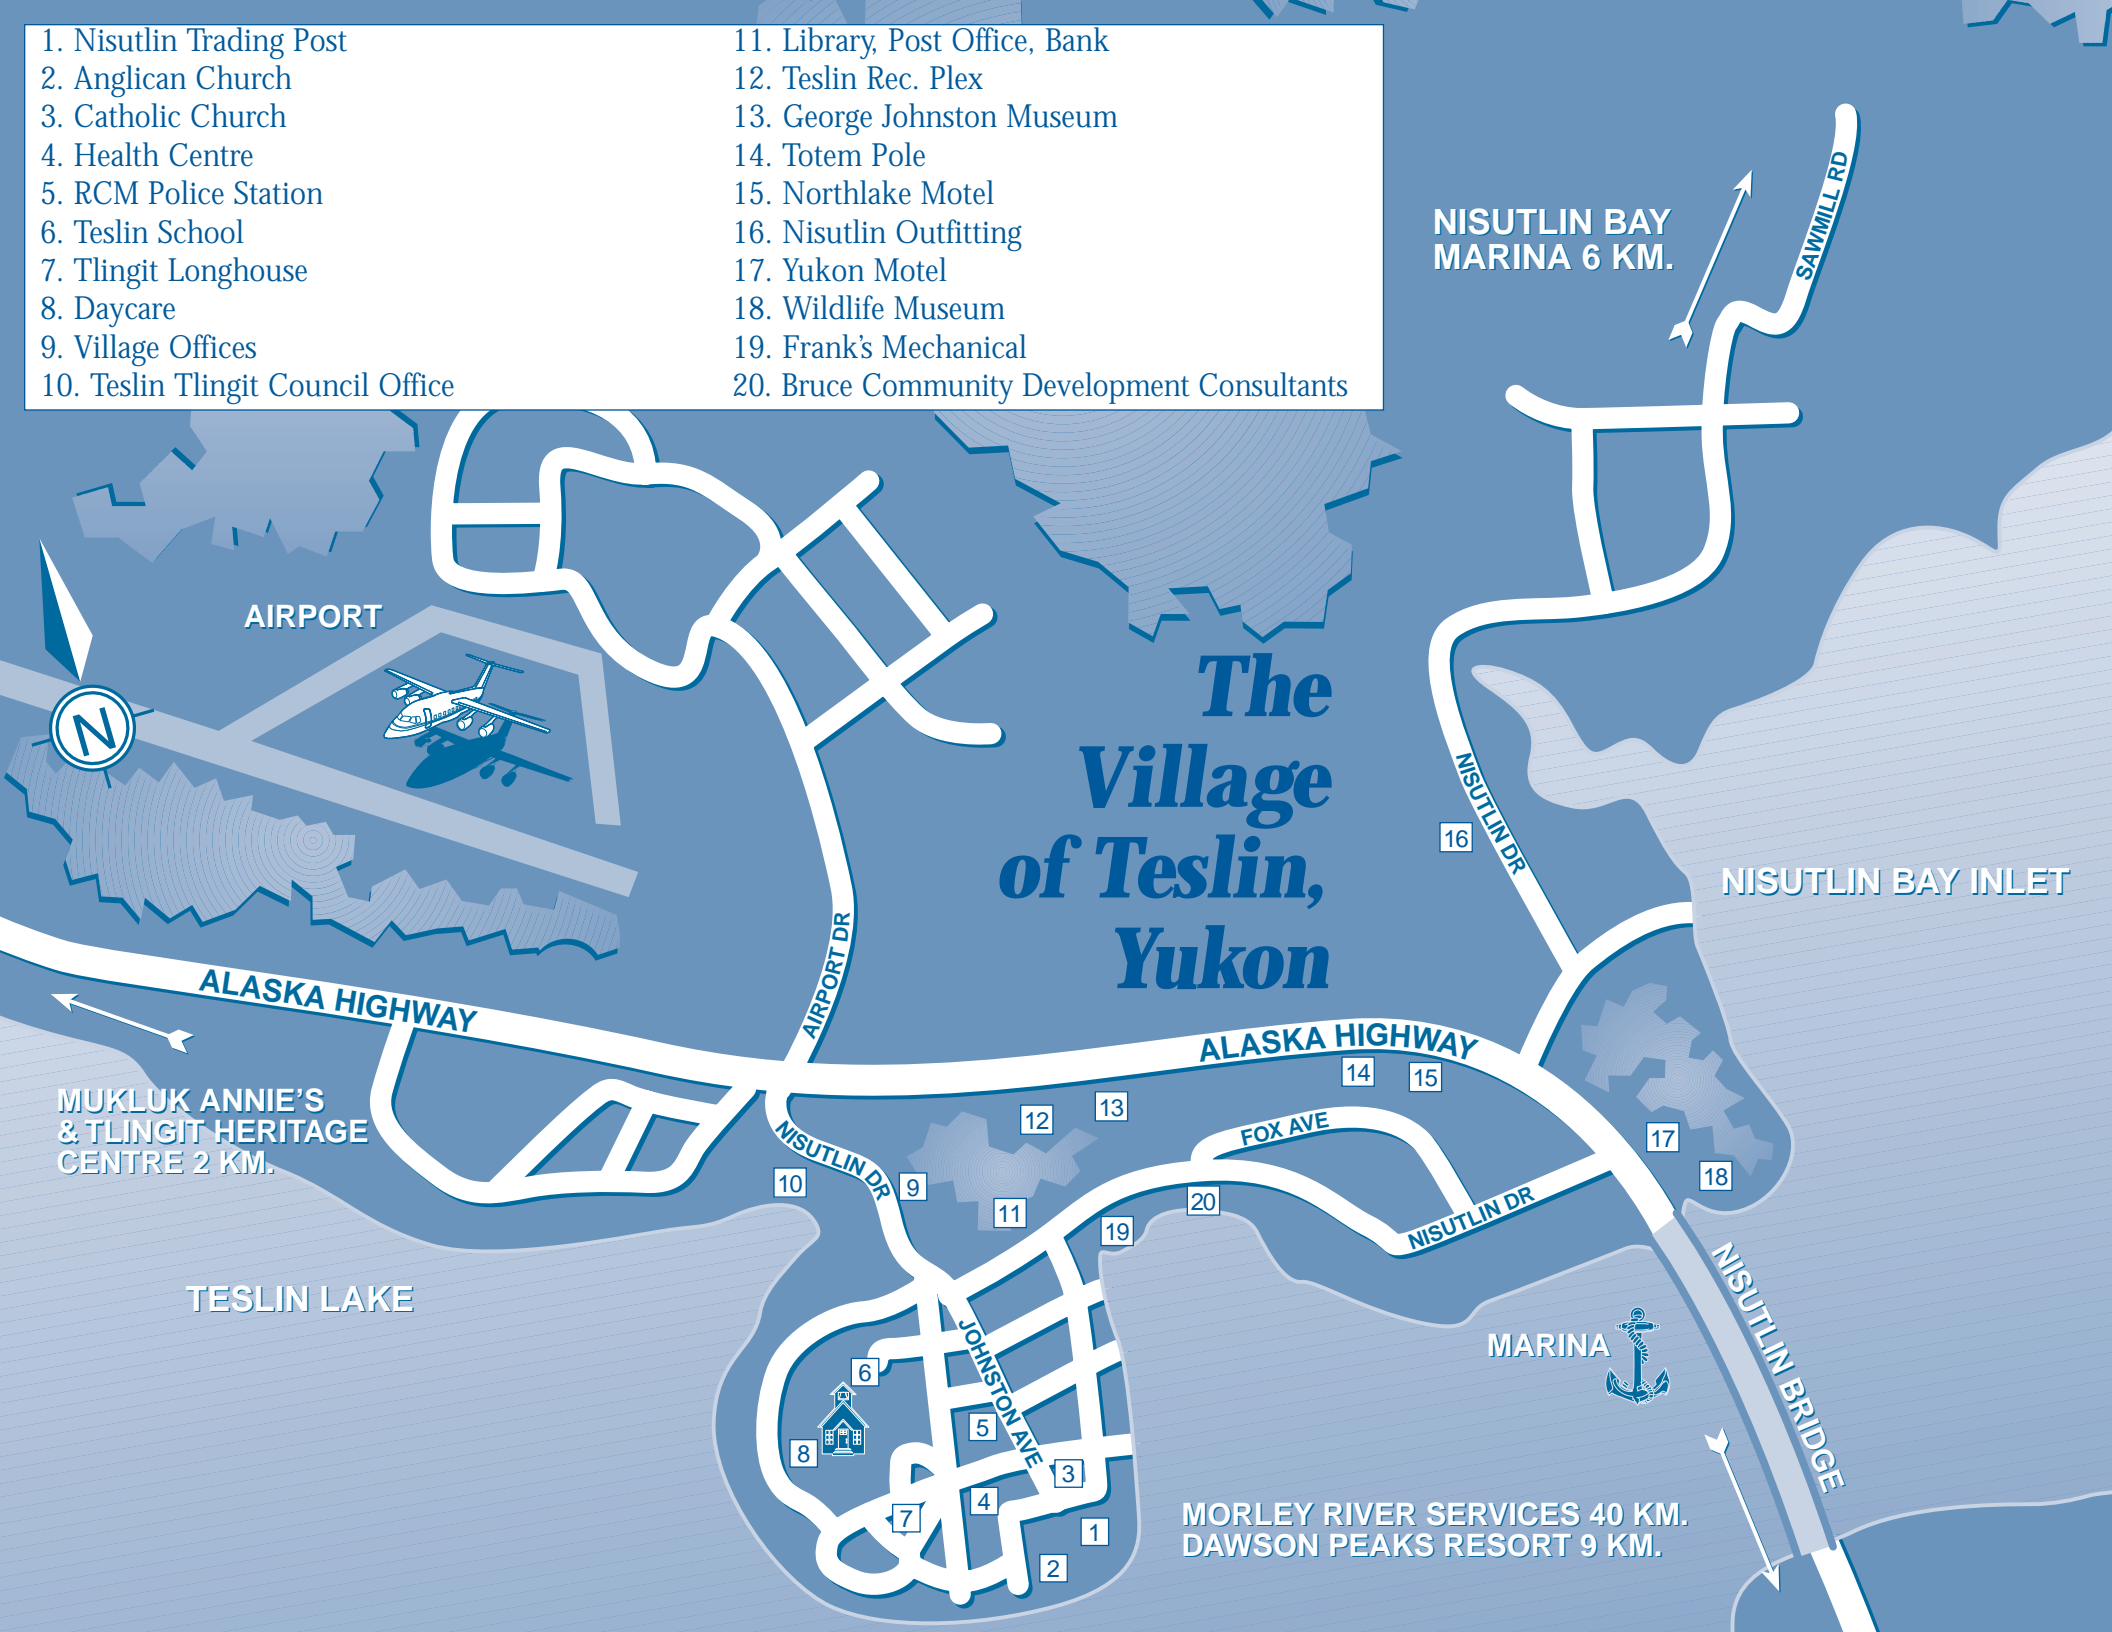 1. Nisutlin Trading Post
2. Anglican Church
3. Catholic Church
4. Health Centre
5. RCM Police Station
6. Teslin School
7. Tlingit Longhouse
8. Daycare
9. Village Offices
10. Teslin Tlingit Council Office
11. Library, Post Office, Bank
12. Teslin Rec. Plex
13. George Johnston Museum
14. Totem Pole
15. Northlake Motel
16. Nisutlin Outfitting
17. Yukon Motel
18. Wildlife Museum
19. Frank's Mechanical
20. Bruce Community Development Consultants
SAWMILL RD
NISUTLIN BAY
MARINA 6 KM.
AIRPORT
N
The
Village
of Teslin,
Yukon
NISUTLIN DR
16
NISUTLIN BAY INLET
AIRPORT DR
ALASKA HIGHWAY
ALASKA HIGHWAY
14
15
MUKLUK ANNIE'S
& TLINGIT HERITAGE
CENTRE 2 KM.
12
13
FOX AVE
17
18
NISUTLIN DR
10
9
11
19
20
NISUTLIN DR
TESLIN LAKE
NISUTLIN BRIDGE
MARINA
JOHNSTON AVE
6
5
8
3
4
7
1
2
MORLEY RIVER SERVICES 40 KM.
DAWSON PEAKS RESORT 9 KM.